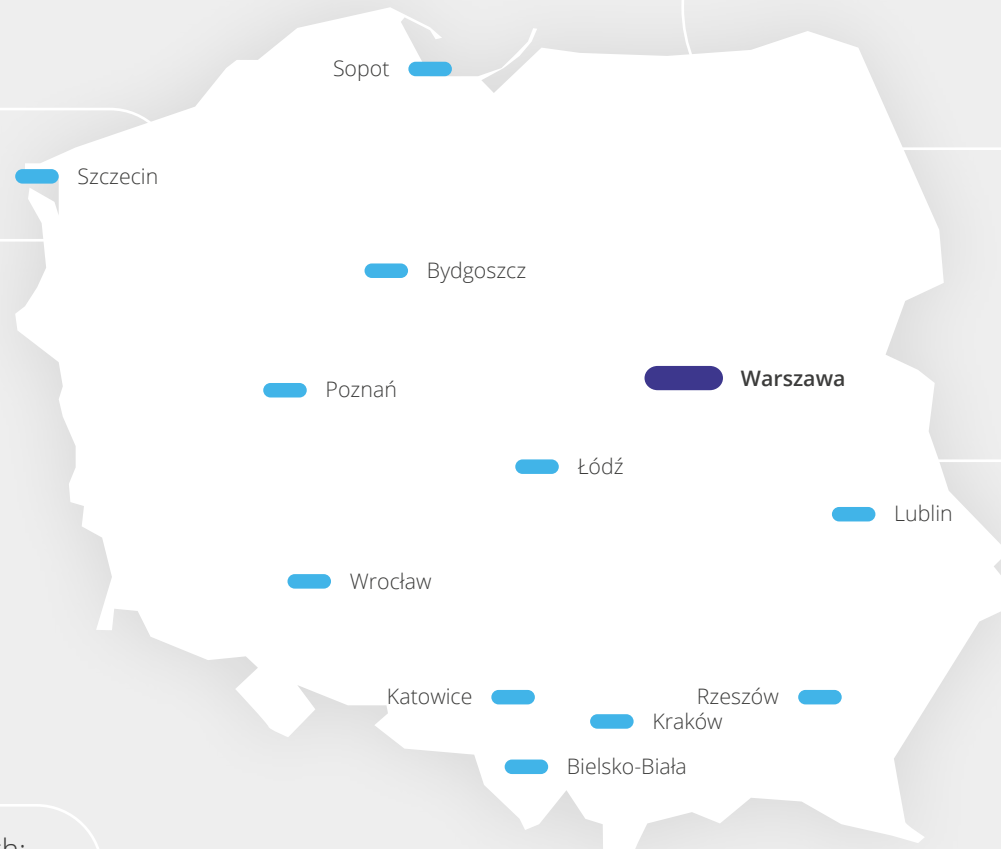 Sopot
Szczecin
Bydgoszcz
Warszawa
Poznań
Łódź
Lublin
Wrocław
Katowice
Rzeszów
Kraków
Bielsko-Biała